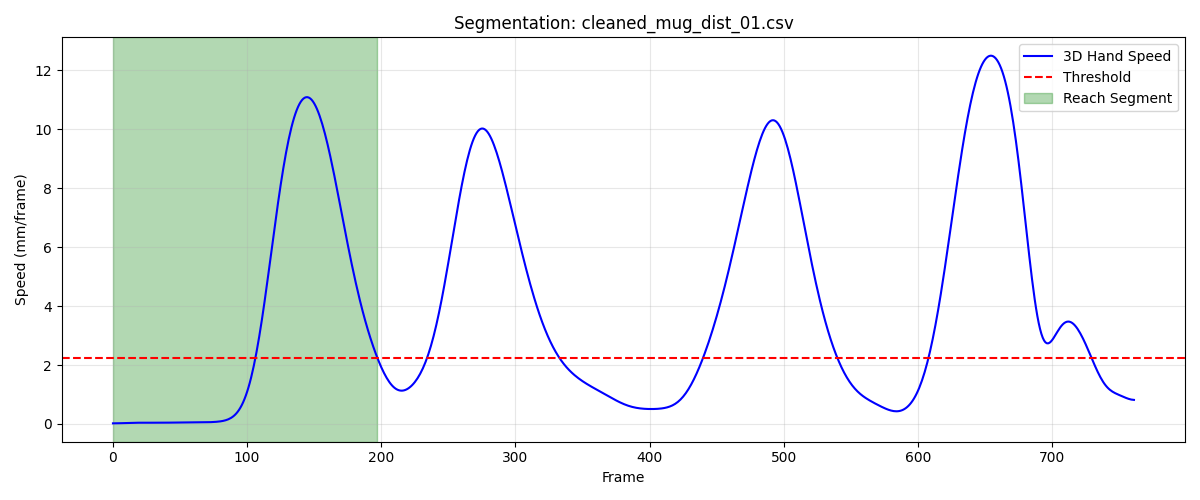 Segmentation: cleaned_mug_dist_01.csv
3D Hand Speed
Threshold
Reach Segment
Speed (mm/frame)
12
10
8
6
4
2
0
0 100 200 300 400 500 600 700
Frame